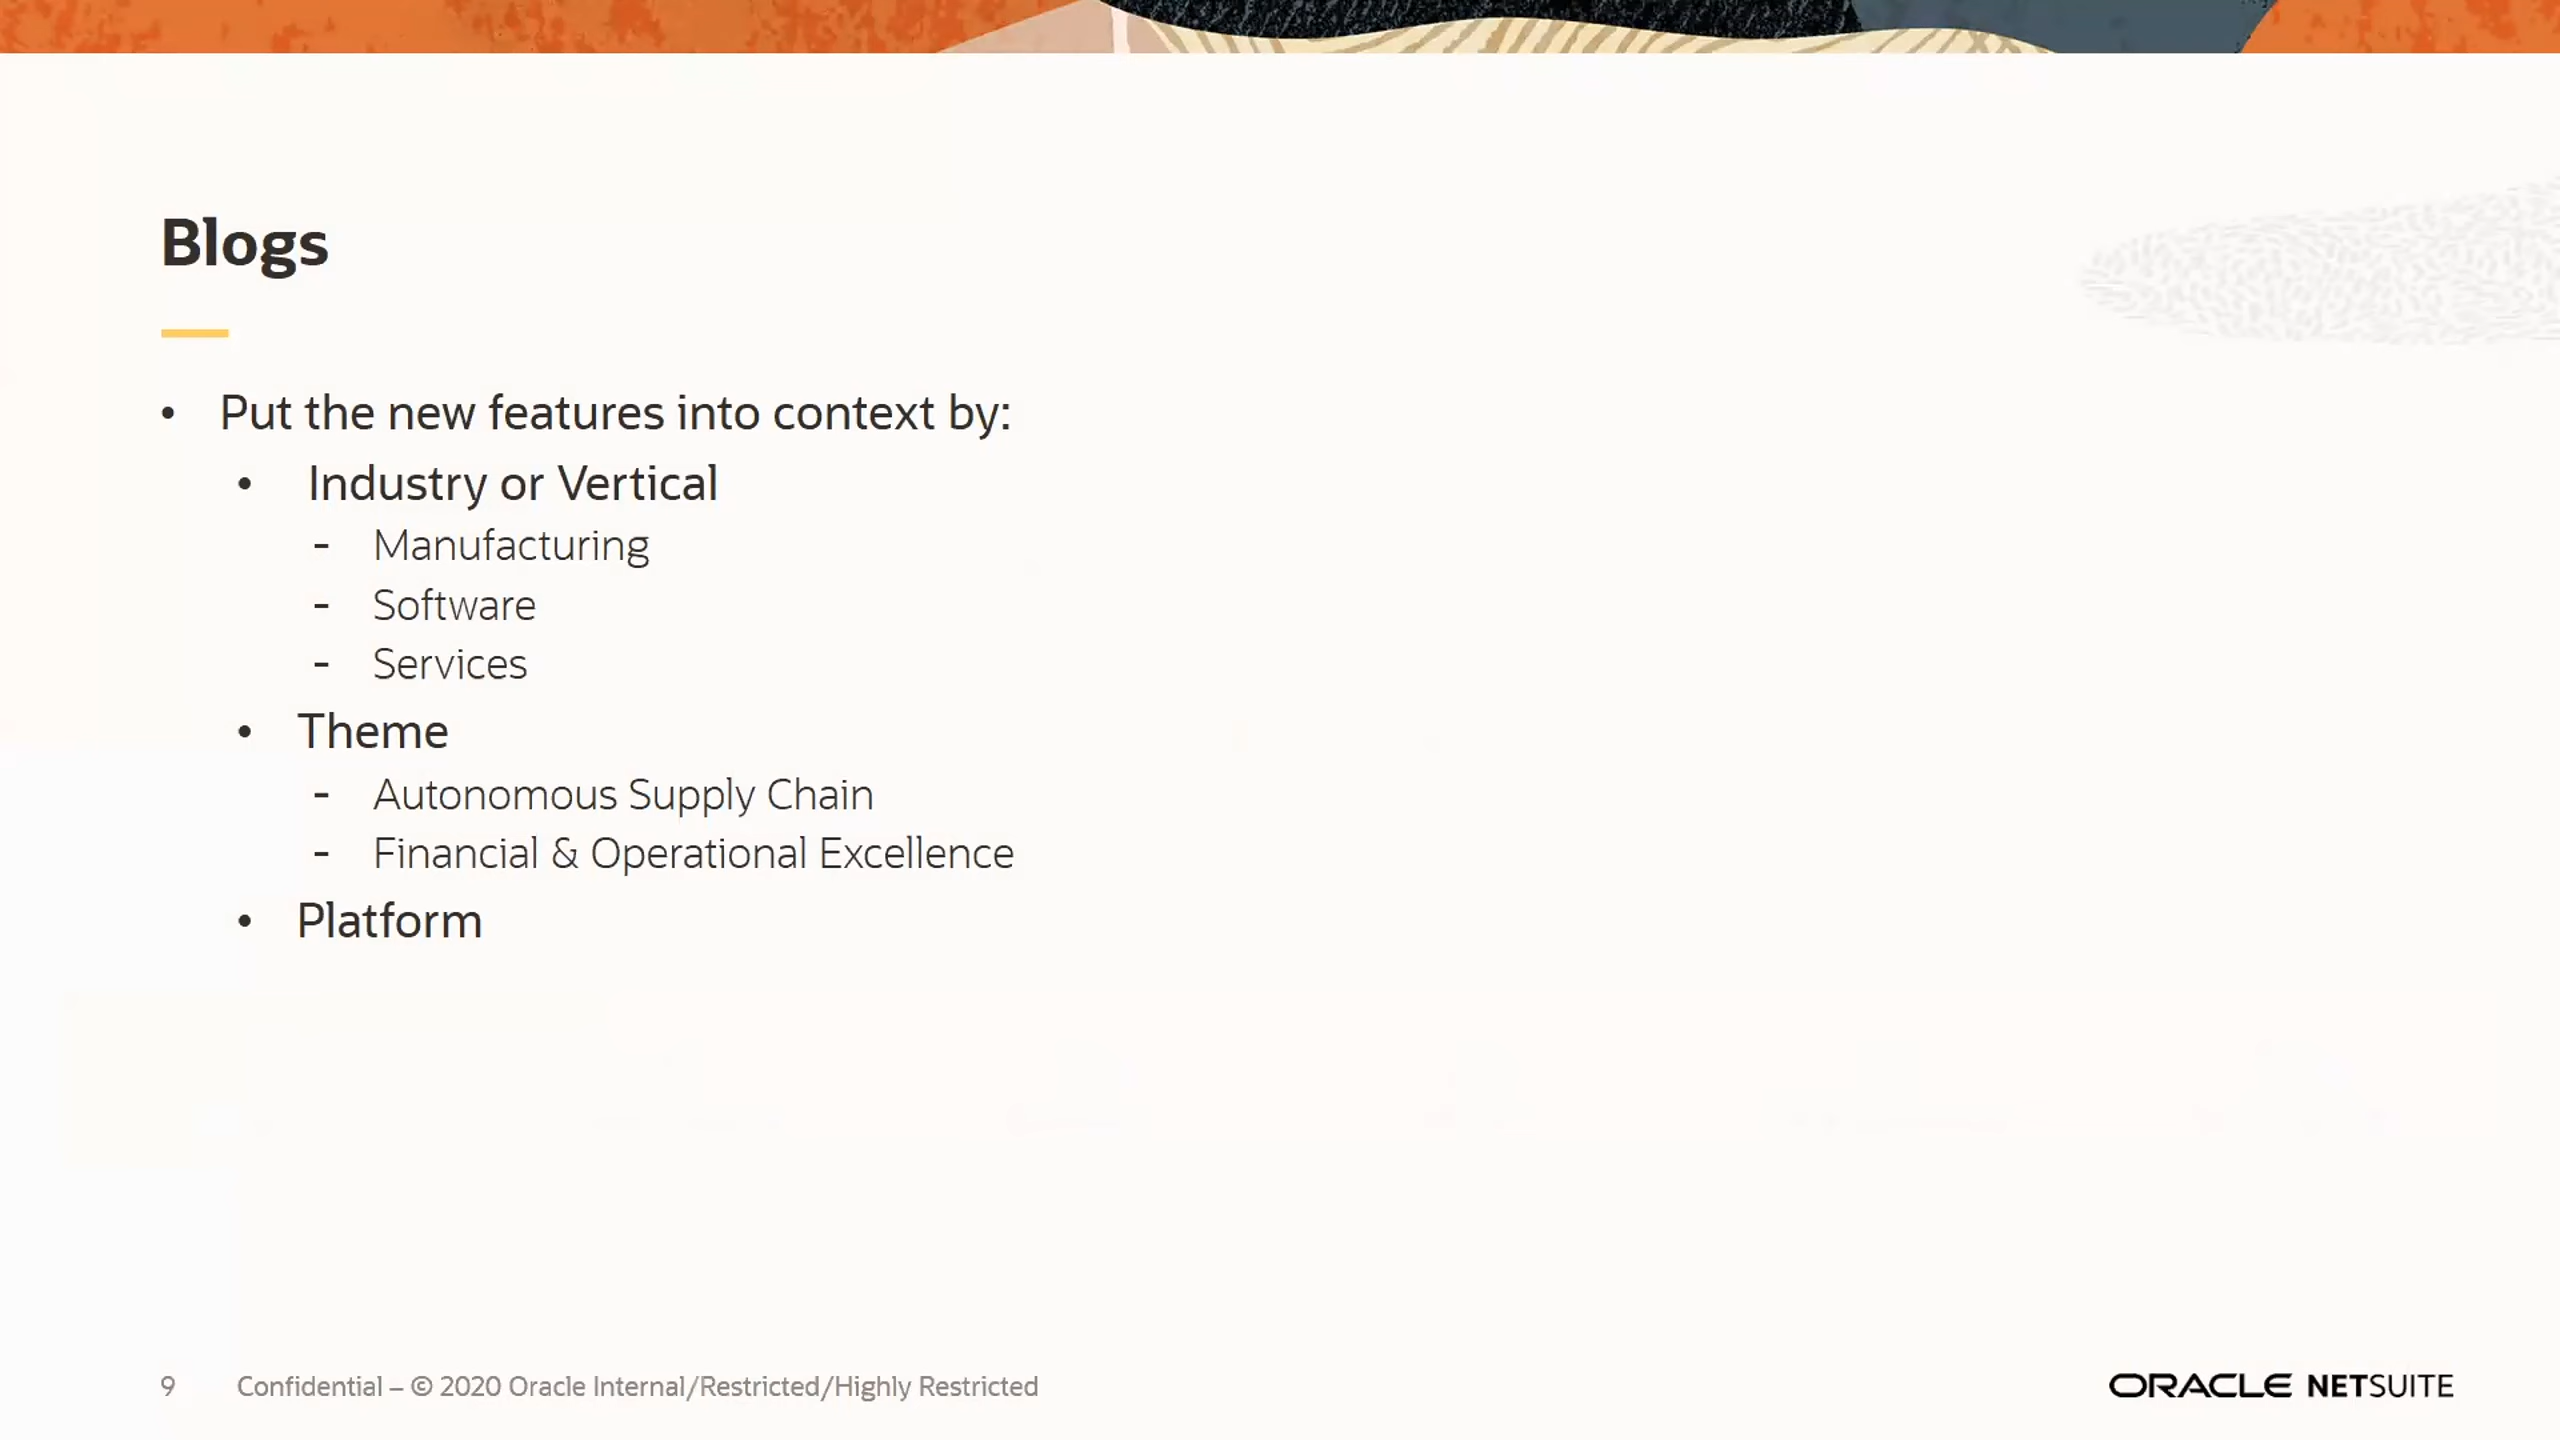 Blogs
• Put the new features into context by:
• Industry or Vertical
- Manufacturing
- Software
- Services
• Theme
- Autonomous Supply Chain
- Financial & Operational Excellence
• Platform
9 Confidential – © 2020 Oracle Internal/Restricted/Highly Restricted
ORACLE NETSUITE